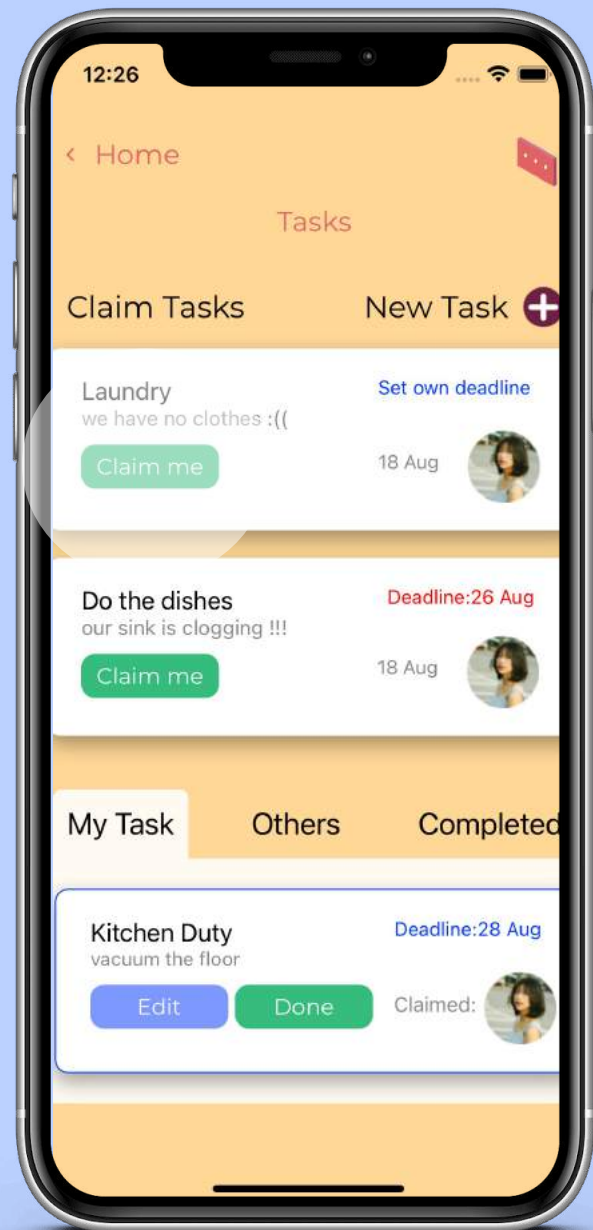 12:26
Home
Tasks
Claim Tasks New Task
Laundry Set own deadline
we have no clothes :((
Claim me 18 Aug
Do the dishes Deadline:26 Aug
our sink is clogging !!!
Claim me 18 Aug
My Task Others Completed
Kitchen Duty Deadline:28 Aug
vacuum the floor
Edit Done Claimed: